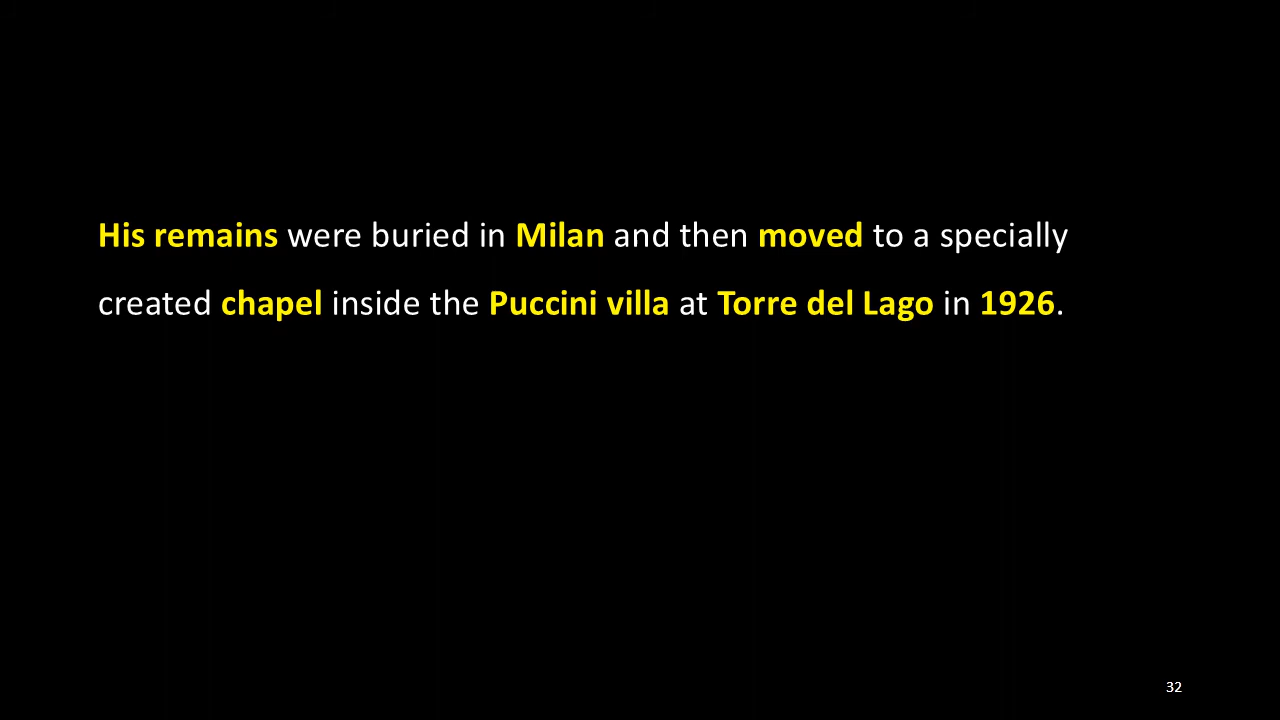 His remains were buried in Milan and then moved to a specially
created chapel inside the Puccini villa at Torre del Lago in 1926.
32